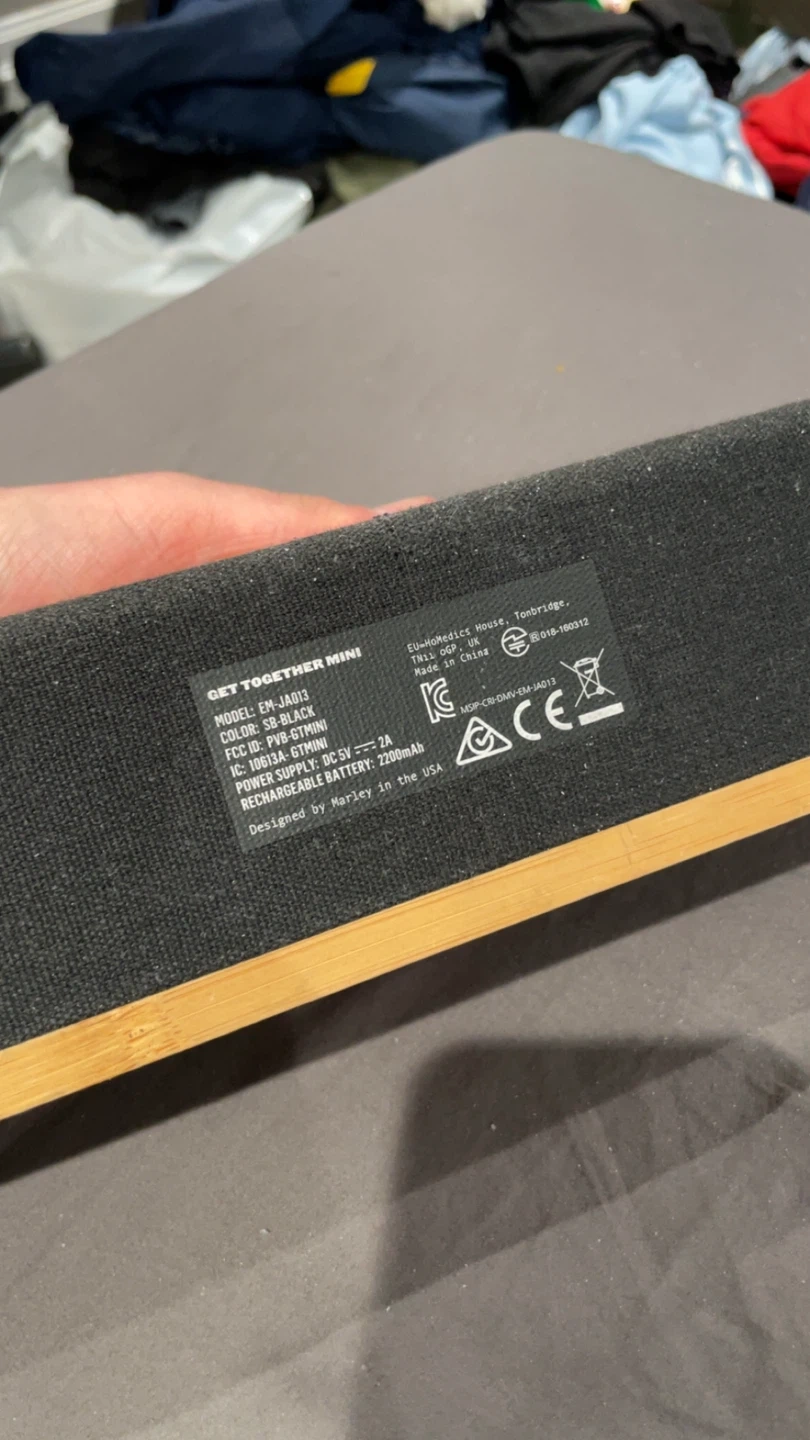 GET TOGETHER MINI
MODEL: EM-JA013
COLOR: SB-BLACK
FCC ID: PVB-GTMINI
IC: 10613A-GTMINI
POWER SUPPLY: DC 5V ⎓ 2A
RECHARGEABLE BATTERY: 2200mAh
Designed by Marley in the USA
EU=HoMedics House, Tonbridge,
TN11 0GP, UK
Made in China
R 018-160312
MSIP-CRI-DMV-EM-JA013
CE